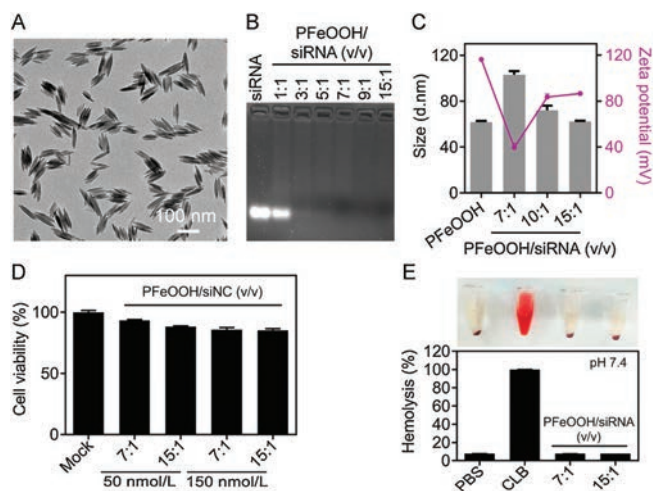 A
100 nm
B
PFeOOH/
siRNA (v/v)
siRNA
1:1
3:1
5:1
7:1
9:1
15:1
C
120
80
40
0
Size (d.nm)
120
80
40
0
Zeta potential
(mV)
PFeOOH
7:1
10:1
15:1
PFeOOH/siRNA (v/v)
D
PFeOOH/siNC (v/v)
100
50
0
Cell viability (%)
Mock
7:1
15:1
7:1
15:1
50 nmol/L
150 nmol/L
E
pH 7.4
PFeOOH/siRNA
(v/v)
120
100
80
60
40
20
0
Hemolysis (%)
PBS
CLB
7:1
15:1